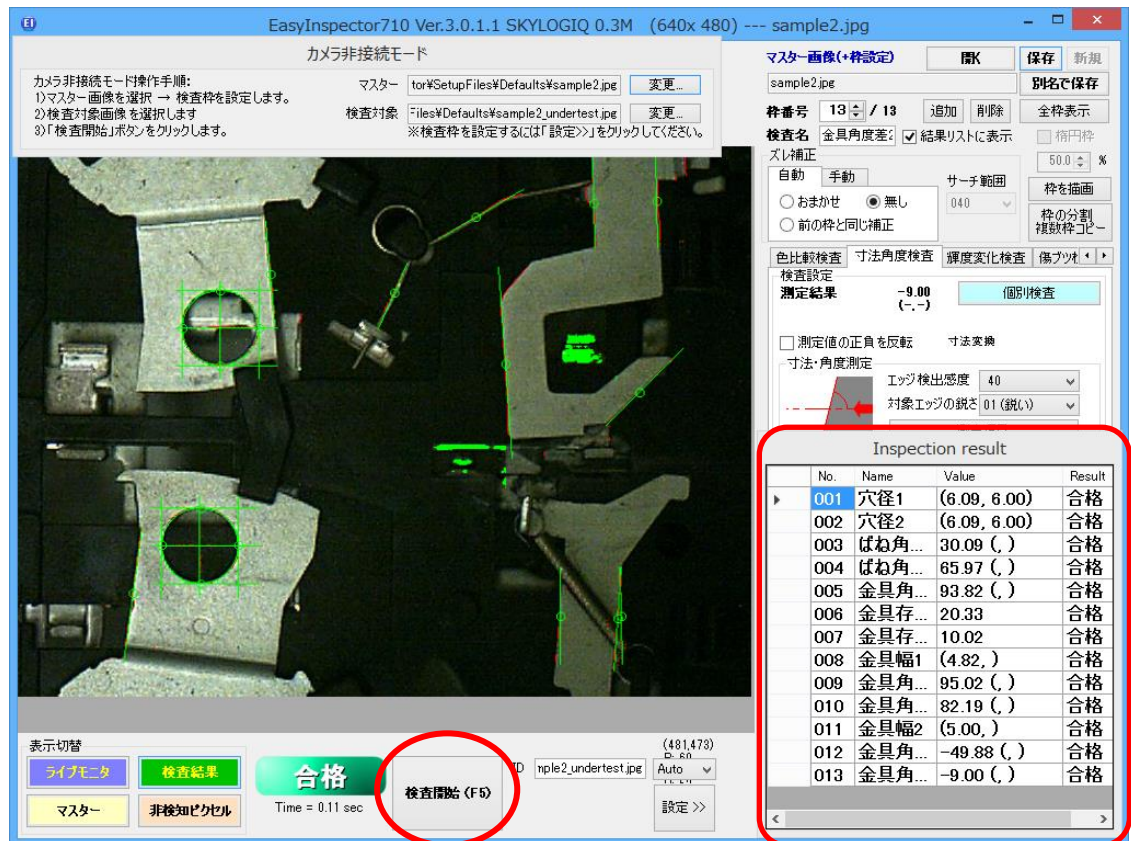 EasyInspector710 Ver.3.0.1.1 SKYLOGIQ 0.3M (640x 480) --- sample2.jpg
カメラ非接続モード
カメラ非接続モード操作手順:
1)マスター画像を選択 → 検査枠を設定します。
2)検査対象画像を選択します
3)「検査開始」ボタンをクリックします。
マスター tor¥SetupFiles¥Defaults¥sample2.jpg 変更...
検査対象 Files¥Defaults¥sample2_undertest.jpg 変更...
※検査枠を設定するには「設定>>」をクリックしてください。
マスター画像(+枠設定) 開K 保存 新規
sample2.jpg 別名で保存
枠番号 13 / 13 追加 削除 全枠表示
検査名 金具角度差2 結果リストに表示 楕円枠
ズレ補正 50.0 %
自動 手動 サーチ範囲 枠を描画
おまかせ 無し 040
前の枠と同じ補正 枠の分割
複数枠コピー
色比較検査 寸法角度検査 輝度変化検査 傷ブツ
検査設定
測定結果 -9.00 個別検査
(-.-)
測定値の正負を反転 寸法変換
寸法・角度測定
エッジ検出感度 40
対象エッジの鋭さ 01 (鋭い)
Inspection result
No. Name Value Result
001 穴径1 (6.09, 6.00) 合格
002 穴径2 (6.09, 6.00) 合格
003 ばね角... 30.09 (, ) 合格
004 ばね角... 65.97 (, ) 合格
005 金具角... 93.82 (, ) 合格
006 金具存... 20.33 合格
007 金具存... 10.02 合格
008 金具幅1 (4.82, ) 合格
009 金具角... 95.02 (, ) 合格
010 金具角... 82.19 (, ) 合格
011 金具幅2 (5.00, ) 合格
012 金具角... -49.88 (, ) 合格
013 金具角... -9.00 (, ) 合格
表示切替
ライブモニタ 検査結果
マスター 非検知ピクセル
合格
Time = 0.11 sec
検査開始 (F5)
ID mple2_undertest.jpg
(481,473)
Auto
設定 >>